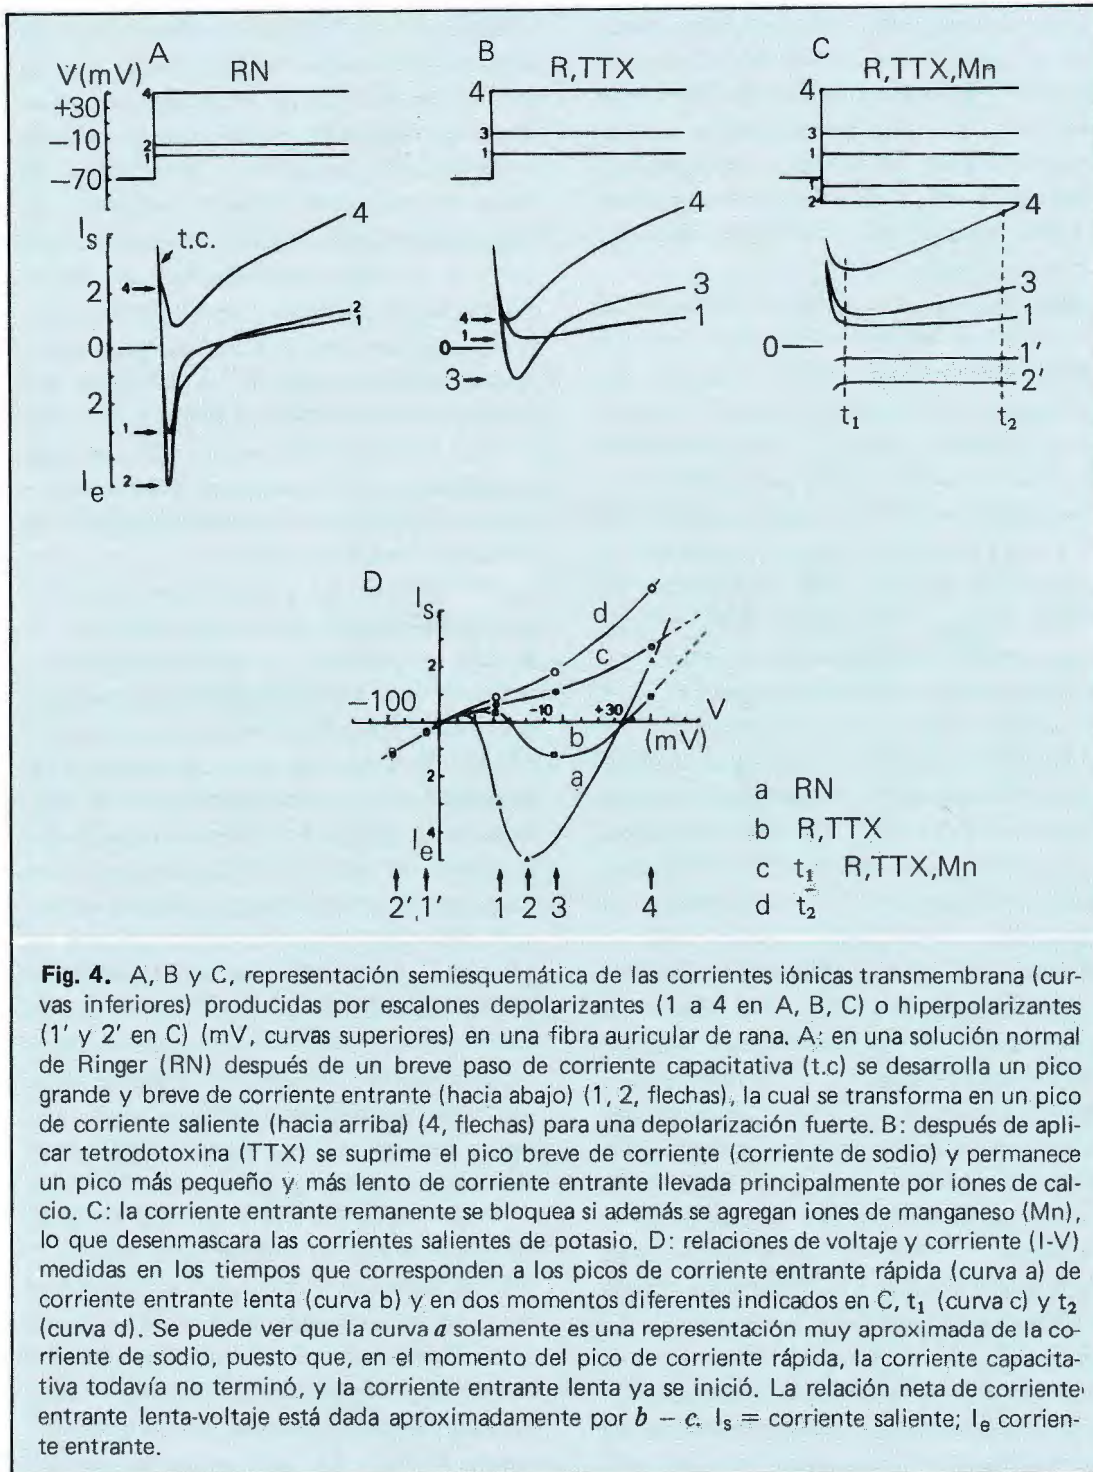 A
B
C
V(mV)
RN
R,TTX
R,TTX,Mn
+30
-10
-70
4
2
1
4
3
1
4
3
1
1'
2'
Is
t.c.
4
2
0
2
1
2
Ie
4
2
1
4
1
0
3
4
3
1
0
4
3
1
1'
2'
t1
t2
D
Is
d
c
2
-100
-10
+30
V
(mV)
b
a
2
4
Ie
2',1' 1 2 3 4
a RN
b R,TTX
c t1 R,TTX,Mn
d t2
Fig. 4. A, B y C, representación semiesquemática de las corrientes iónicas transmembrana (cur-
vas inferiores) producidas por escalones depolarizantes (1 a 4 en A, B, C) o hiperpolarizantes
(1' y 2' en C) (mV, curvas superiores) en una fibra auricular de rana. A: en una solución normal
de Ringer (RN) después de un breve paso de corriente capacitativa (t.c) se desarrolla un pico
grande y breve de corriente entrante (hacia abajo) (1, 2, flechas), la cual se transforma en un pico
de corriente saliente (hacia arriba) (4, flechas) para una depolarización fuerte. B: después de apli-
car tetrodotoxina (TTX) se suprime el pico breve de corriente (corriente de sodio) y permanece
un pico más pequeño y más lento de corriente entrante llevada principalmente por iones de cal-
cio. C: la corriente entrante remanente se bloquea si además se agregan iones de manganeso (Mn),
lo que desenmascara las corrientes salientes de potasio. D: relaciones de voltaje y corriente (I-V)
medidas en los tiempos que corresponden a los picos de corriente entrante rápida (curva a) de
corriente entrante lenta (curva b) y en dos momentos diferentes indicados en C, t1 (curva c) y t2
(curva d). Se puede ver que la curva a solamente es una representación muy aproximada de la co-
rriente de sodio, puesto que, en el momento del pico de corriente rápida, la corriente capacita-
tiva todavía no terminó, y la corriente entrante lenta ya se inició. La relación neta de corriente
entrante lenta-voltaje está dada aproximadamente por b – c. Is = corriente saliente; Ie corrien-
te entrante.